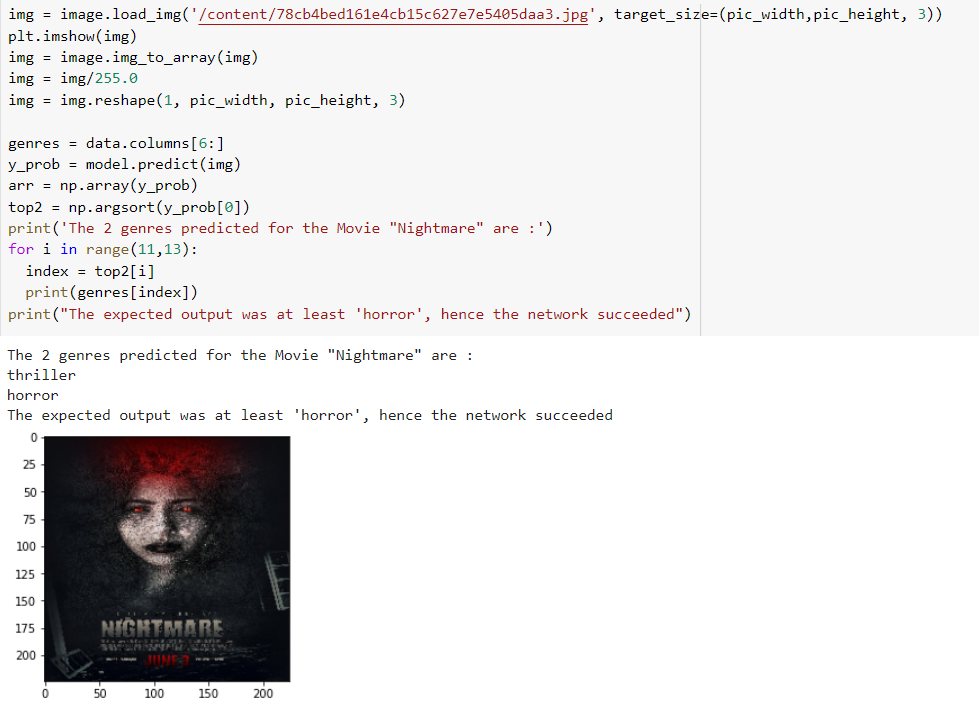 img = image.load_img('/content/78cb4bed161e4cb15c627e7e5405daa3.jpg', target_size=(pic_width,pic_height, 3))
plt.imshow(img)
img = image.img_to_array(img)
img = img/255.0
img = img.reshape(1, pic_width, pic_height, 3)
genres = data.columns[6:]
y_prob = model.predict(img)
arr = np.array(y_prob)
top2 = np.argsort(y_prob[0])
print('The 2 genres predicted for the Movie "Nightmare" are :')
for i in range(11,13):
  index = top2[i]
  print(genres[index])
print("The expected output was at least 'horror', hence the network succeeded")
The 2 genres predicted for the Movie "Nightmare" are :
thriller
horror
The expected output was at least 'horror', hence the network succeeded
0
25
50
75
100
125
150
175
200
NIGHTMARE
JUNE 3
0 50 100 150 200